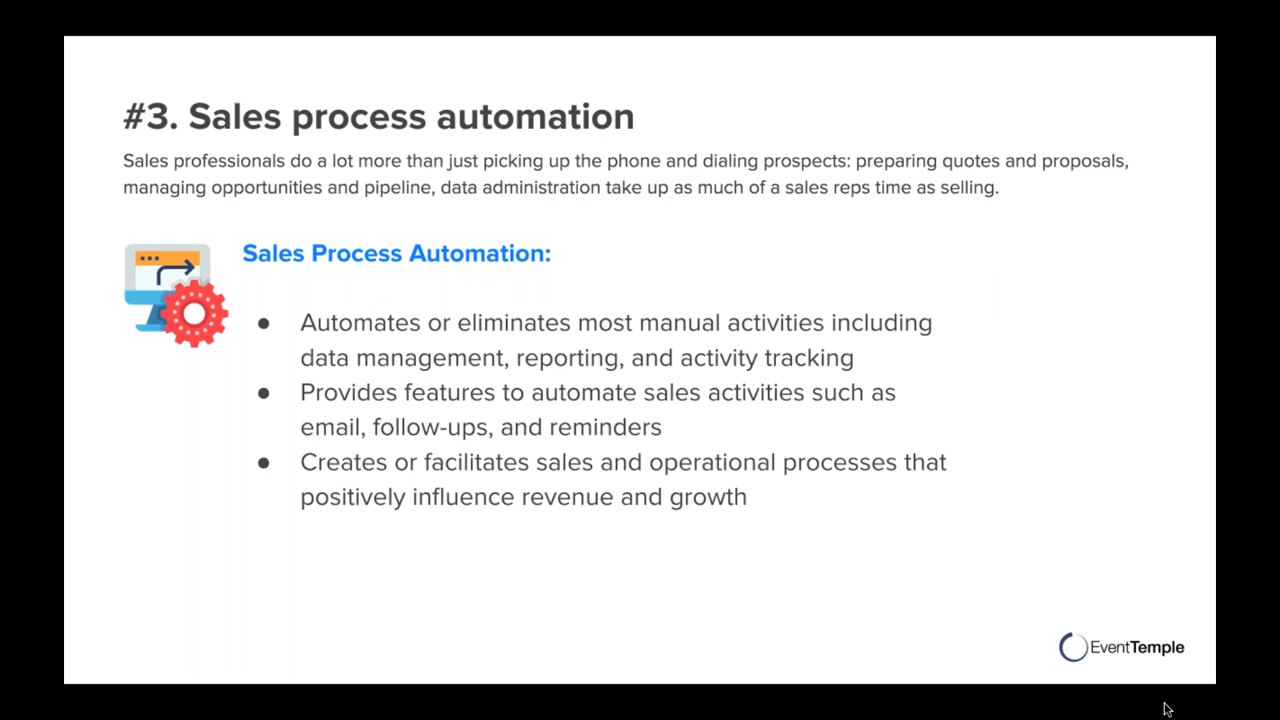 #3. Sales process automation
Sales professionals do a lot more than just picking up the phone and dialing prospects: preparing quotes and proposals,
managing opportunities and pipeline, data administration take up as much of a sales reps time as selling.
Sales Process Automation:
● Automates or eliminates most manual activities including
data management, reporting, and activity tracking
● Provides features to automate sales activities such as
email, follow-ups, and reminders
● Creates or facilitates sales and operational processes that
positively influence revenue and growth
EventTemple